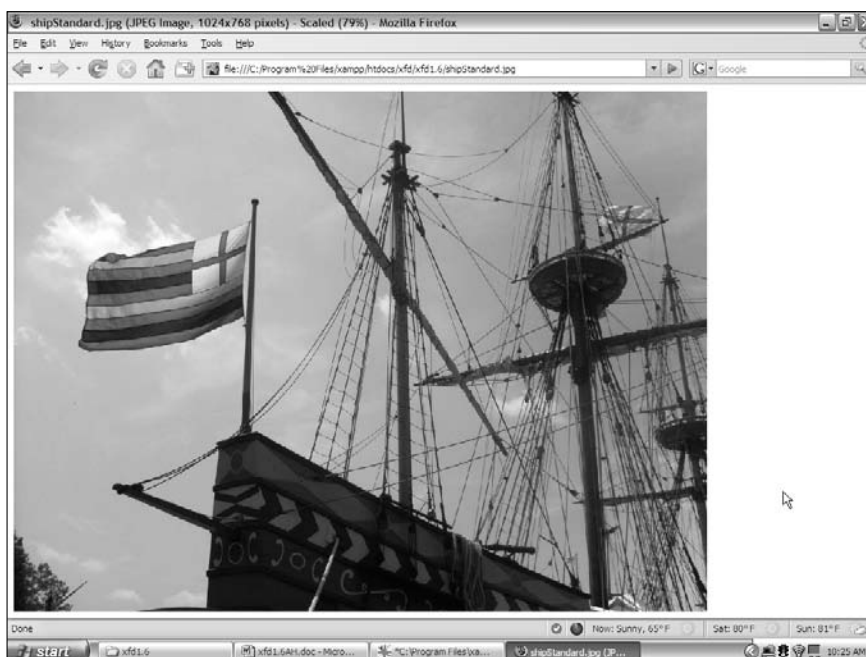 shipStandard.jpg (JPEG Image, 1024x768 pixels) - Scaled (79%) - Mozilla Firefox
File Edit View History Bookmarks Tools Help
file:///C:/Program%20Files/xampp/htdocs/xfd/xfd1.6/shipStandard.jpg
G Google
Done
Now: Sunny, 65° F Sat: 80° F Sun: 81° F
start
xfd1.6
xfd1.6AH.doc - Micro...
*C:\Program Files\xa...
shipStandard.jpg (JP...
10:25 AM